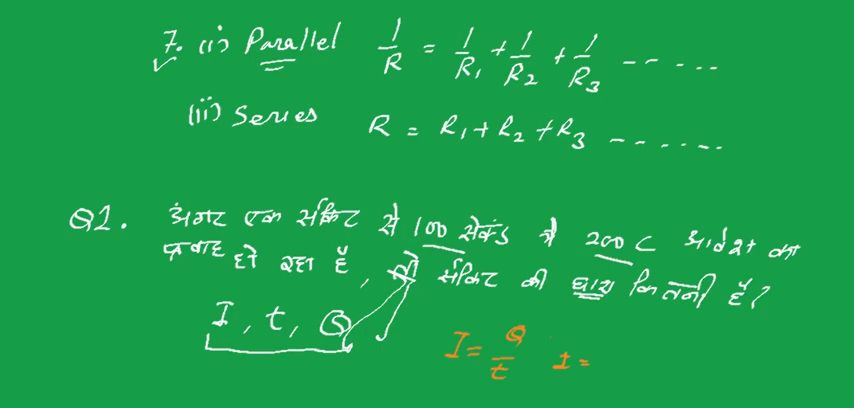 7. (i) Parallel 1/R = 1/R₁ + 1/R₂ + 1/R₃ ------
(ii) Series R = R₁ + R₂ + R₃ ------
Q1. अगर एक सर्किट से 100 सेकंड में 200 C आवेश का
प्रवाह हो रहा है, तो सर्किट की धारा कितनी है?
I, t, Q
I = Q/t I =